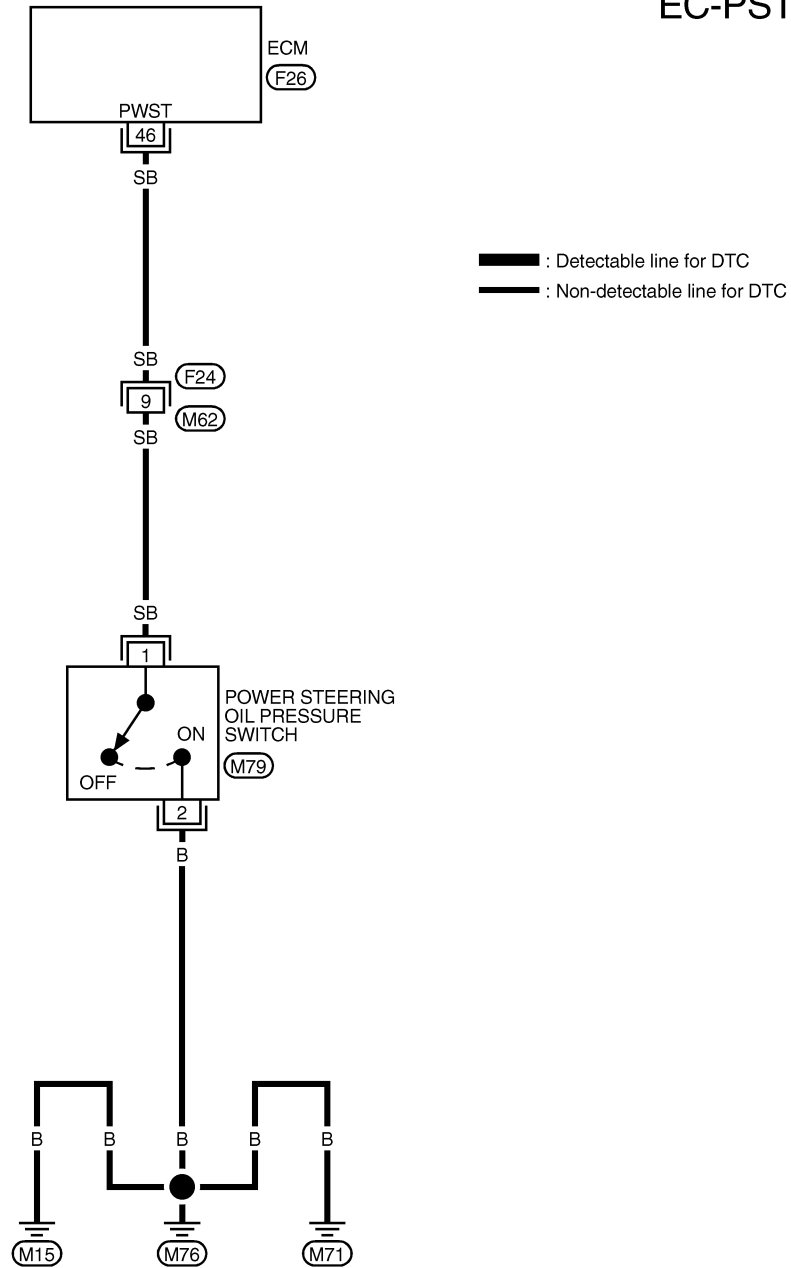 EC-PST
ECM
F26
PWST
46
SB
: Detectable line for DTC
: Non-detectable line for DTC
SB
F24
9
M62
SB
SB
1
POWER STEERING
OIL PRESSURE
SWITCH
ON
OFF
M79
2
B
B B B B B
M15 M76 M71